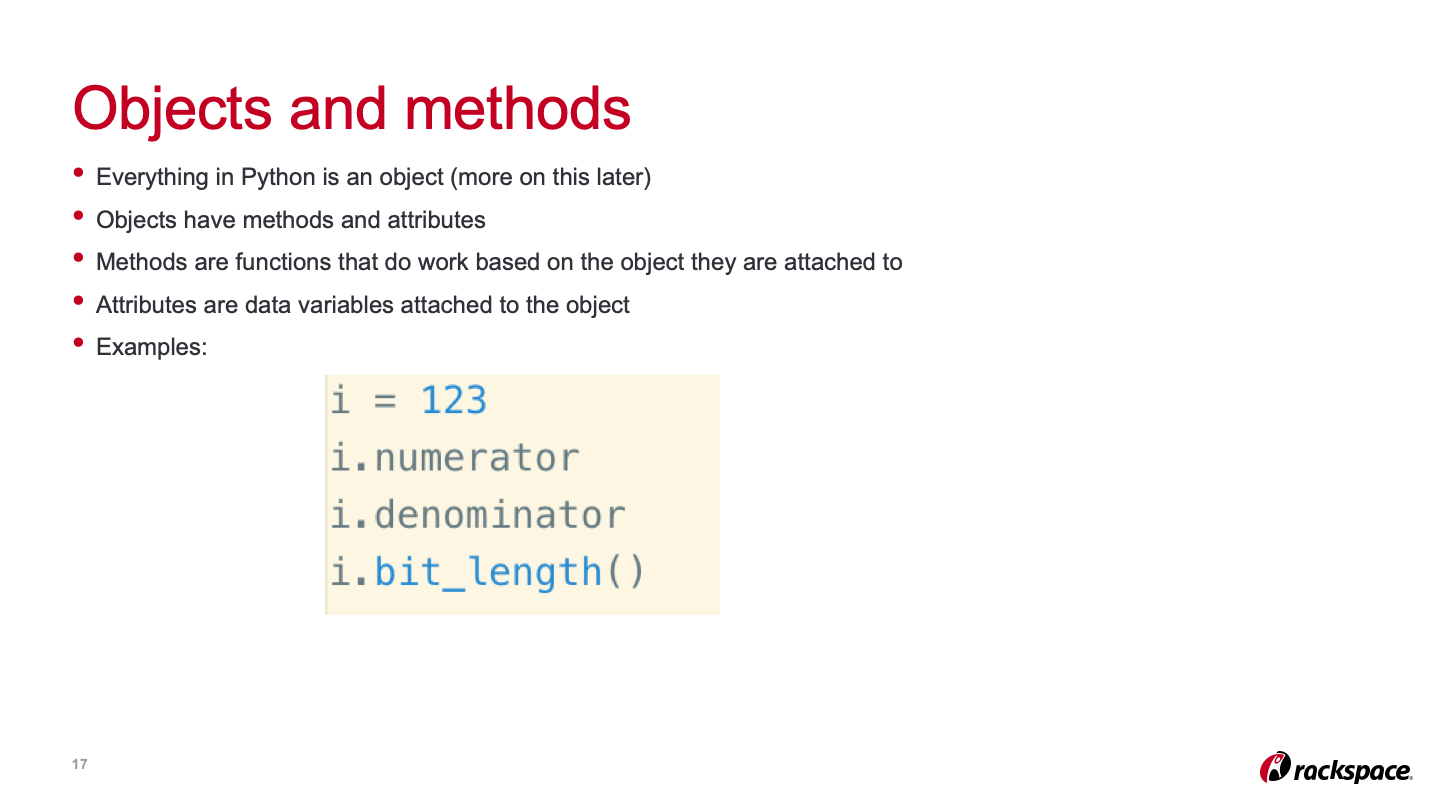 Objects and methods
• Everything in Python is an object (more on this later)
• Objects have methods and attributes
• Methods are functions that do work based on the object they are attached to
• Attributes are data variables attached to the object
• Examples:
i = 123
i.numerator
i.denominator
i.bit_length()
17
rackspace.